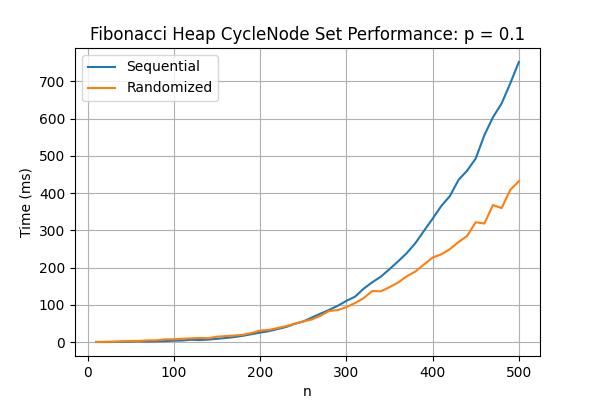 Fibonacci Heap CycleNode Set Performance: p = 0.1
Sequential
Randomized
700
600
500
400
300
200
100
0
Time (ms)
0 100 200 300 400 500
n